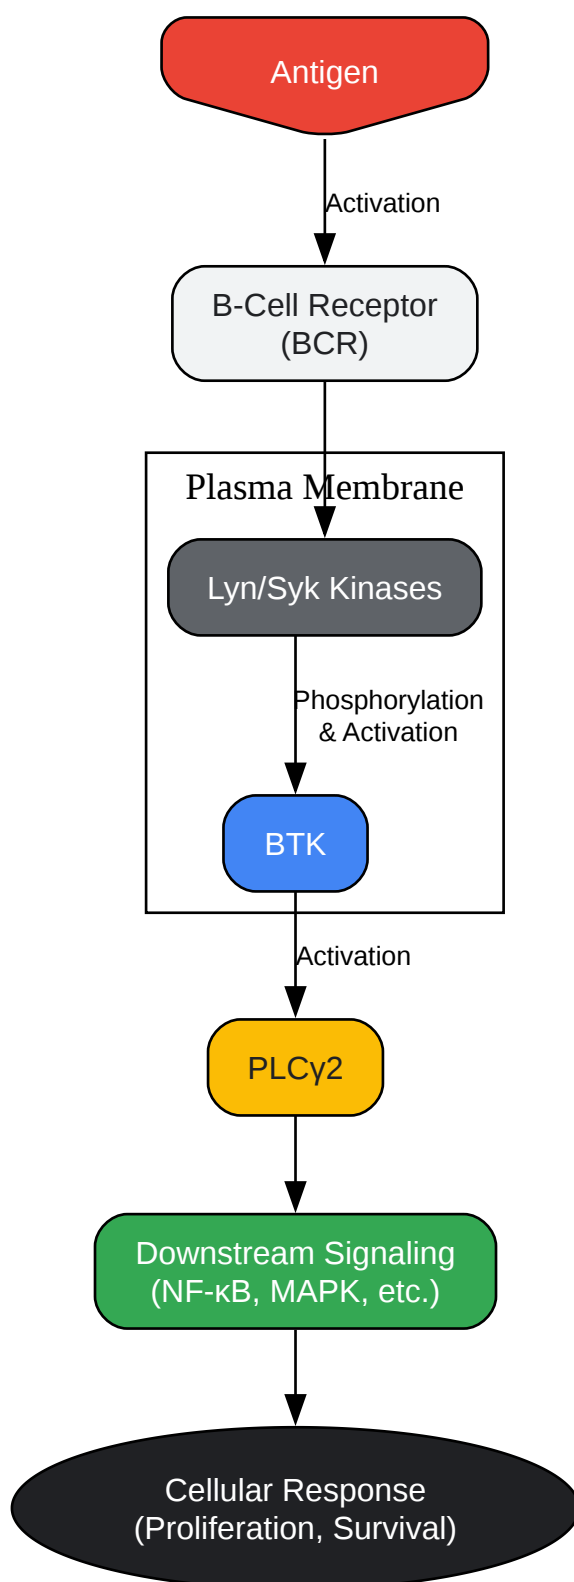 Antigen
Activation
B-Cell Receptor
(BCR)
Plasma Membrane
Lyn/Syk Kinases
Phosphorylation
& Activation
BTK
Activation
PLCγ2
Downstream Signaling
(NF-κB, MAPK, etc.)
Cellular Response
(Proliferation, Survival)